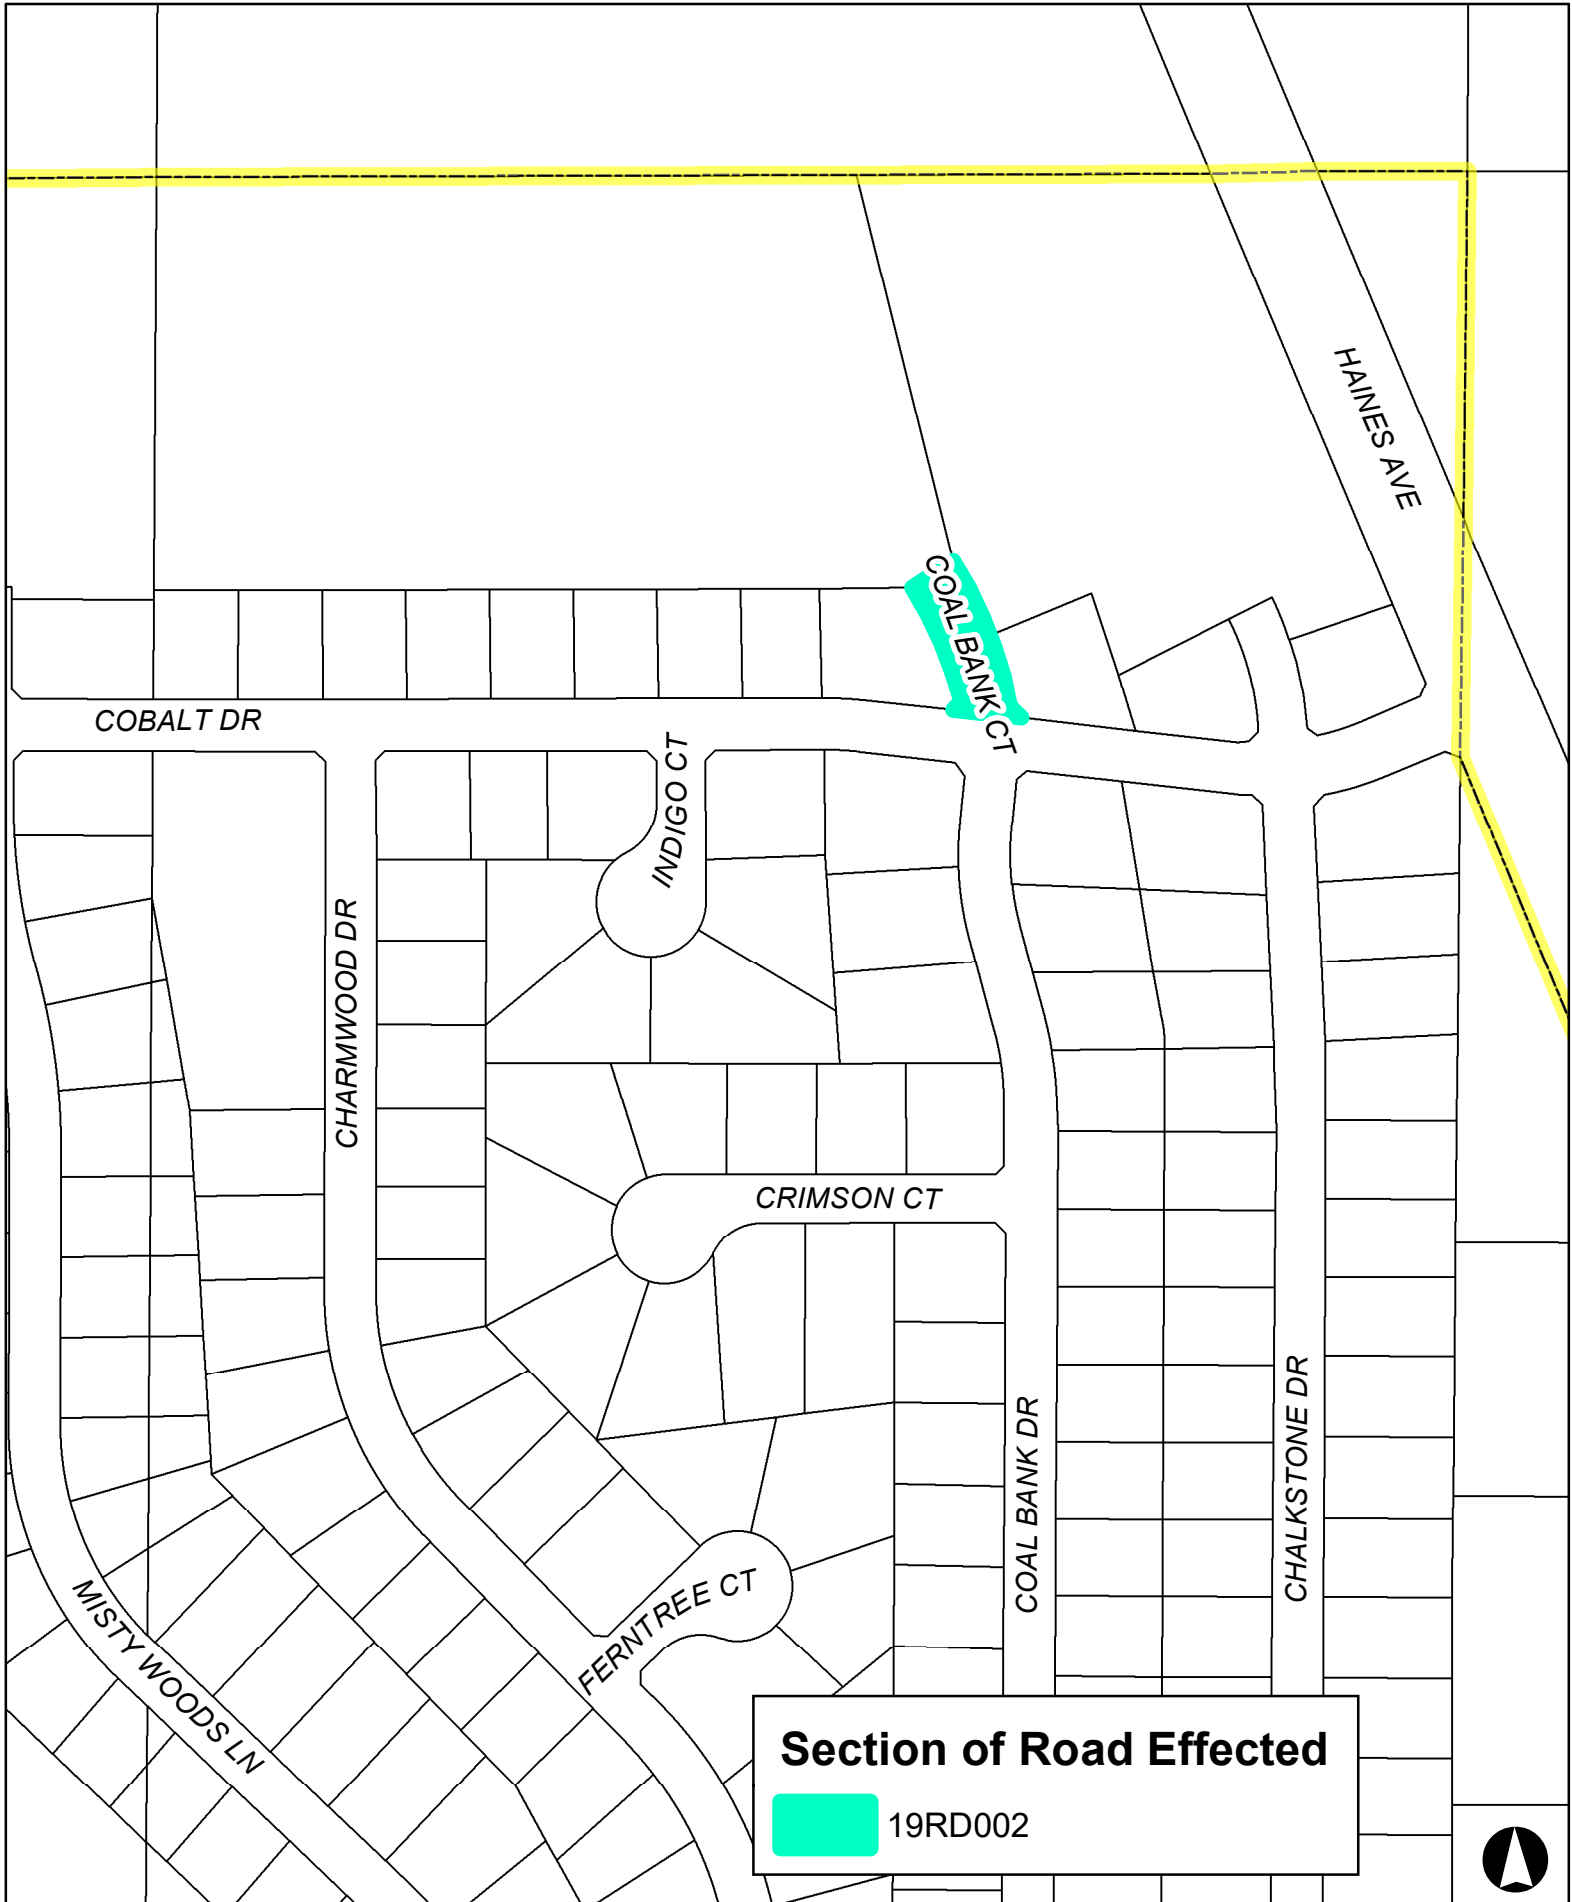 HAINES AVE
COAL BANK CT
COBALT DR
INDIGO CT
CHARMWOOD DR
CRIMSON CT
COAL BANK DR
CHALKSTONE DR
FERNTREE CT
MISTY WOODS LN
Section of Road Effected
19RD002